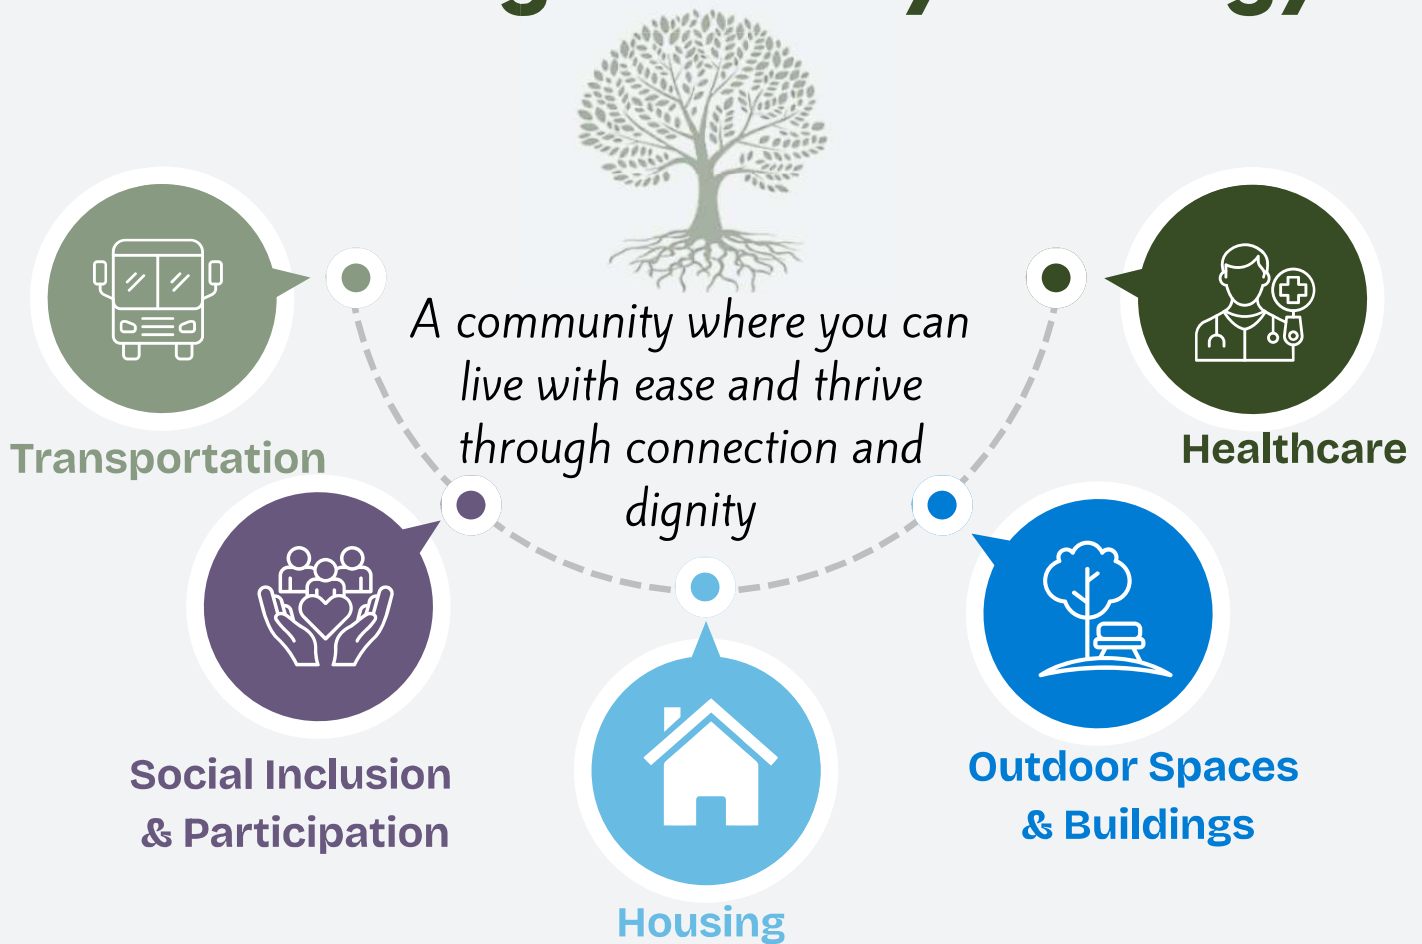 A community where you can
live with ease and thrive
through connection and
dignity
Transportation
Healthcare
Social Inclusion
& Participation
Outdoor Spaces
& Buildings
Housing